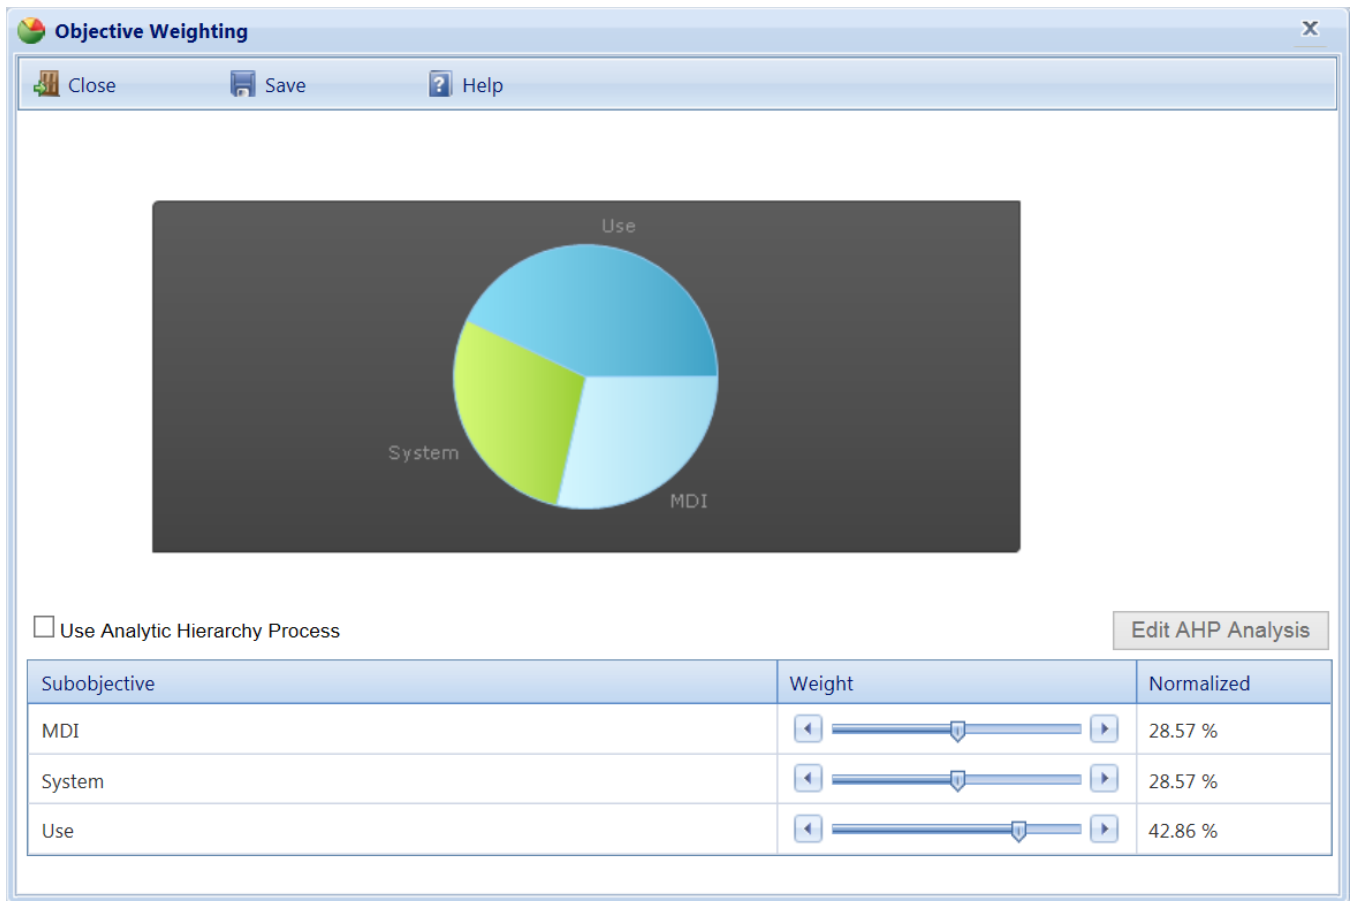 Objective Weighting
X
Close Save ? Help
Use
System
MDI
Use Analytic Hierarchy Process Edit AHP Analysis
Subobjective Weight Normalized
MDI 28.57 %
System 28.57 %
Use 42.86 %